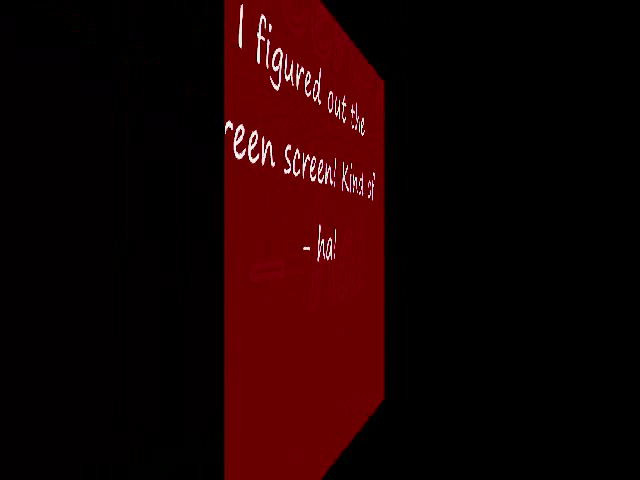 I figured out the
reen screen! Kind of
- ha!